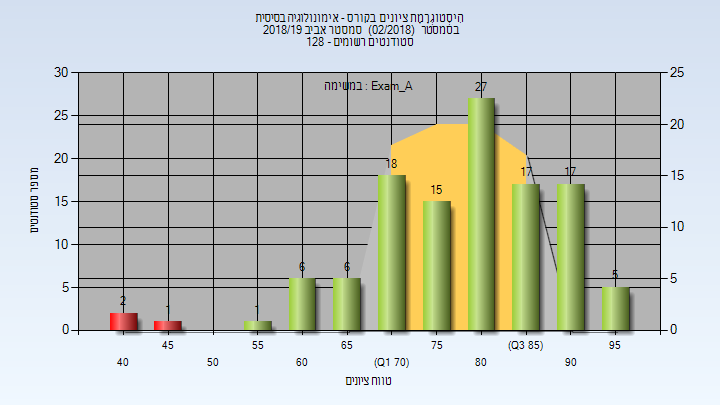 היסטוגרמת ציונים בקורס - אימונולוגיה בסיסית
בסמסטר (02/2018) סמסטר אביב 2018/19
סטודנטים רשומים - 128
במשימה : Exam_A
30 25
25 20
20 15
15 10
10 5
5 0
0
מספר סטודנטים
2 1 1 6 6 18 15 27 17 17 5
45 55 65 75 (Q3 85) 95
40 50 60 (Q1 70) 80 90
טווח ציונים